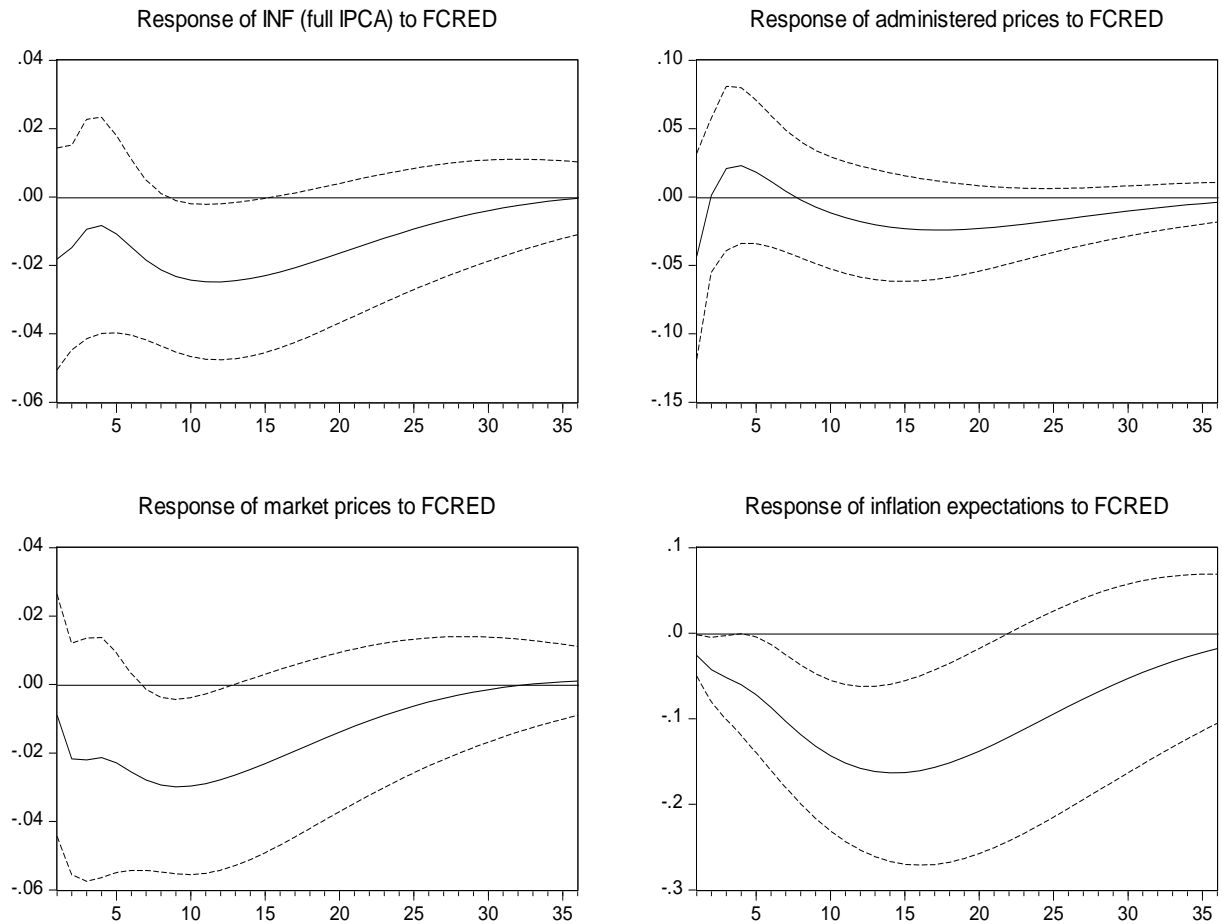 Response of INF (full IPCA) to FCRED
.04
.02
.00
-.02
-.04
-.06
5 10 15 20 25 30 35
Response of administered prices to FCRED
.10
.05
.00
-.05
-.10
-.15
5 10 15 20 25 30 35
Response of market prices to FCRED
.04
.02
.00
-.02
-.04
-.06
5 10 15 20 25 30 35
Response of inflation expectations to FCRED
.1
.0
-.1
-.2
-.3
5 10 15 20 25 30 35